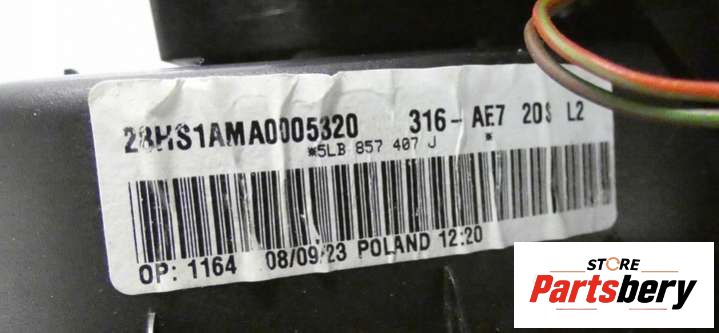 28HS1AMA0005320 316-AE7 20S L2
*5LB 857 407 J *
OP: 1164 08/09/23 POLAND 12:20
STORE
Partsbery